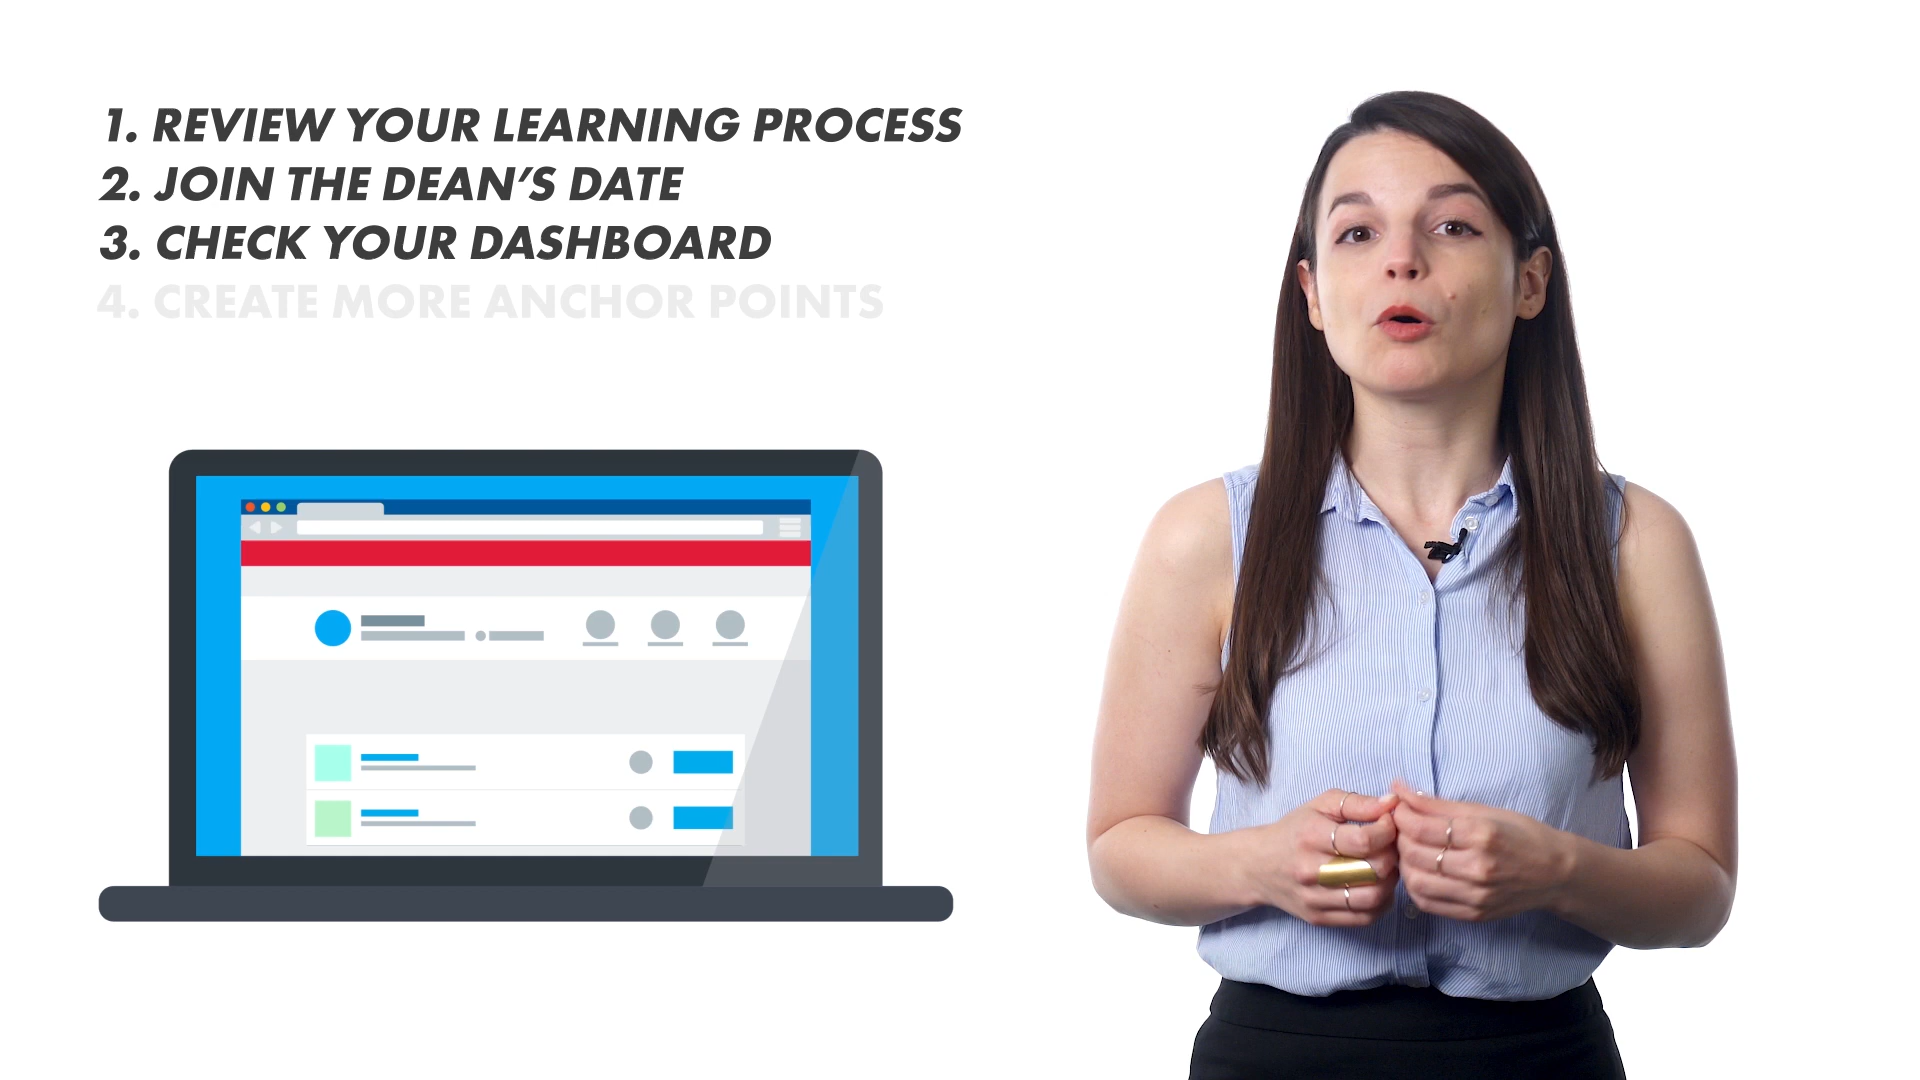 1. REVIEW YOUR LEARNING PROCESS
2. JOIN THE DEAN’S DATE
3. CHECK YOUR DASHBOARD
4. CREATE MORE ANCHOR POINTS